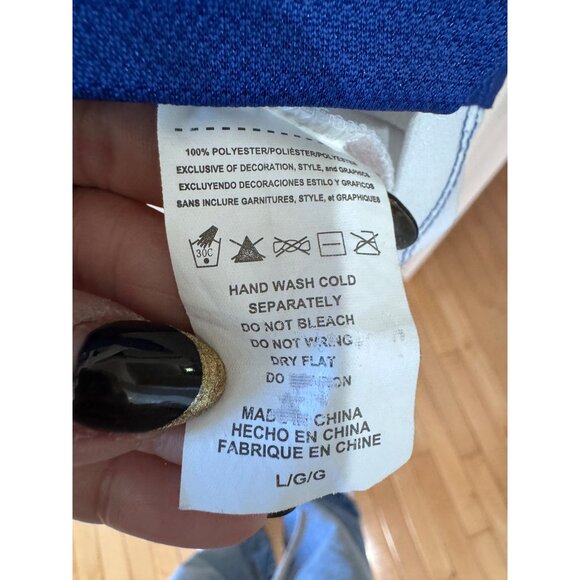 100% POLYESTER/POLIÉSTER/POLYESTER
EXCLUSIVE OF DECORATION, STYLE, and GRAPHICS
EXCLUYENDO DECORACIONES ESTILO Y GRAFICOS
SANS INCLURE GARNITURES, STYLE, et GRAPHIQUES
30C
HAND WASH COLD
SEPARATELY
DO NOT BLEACH
DO NOT WRING
DRY FLAT
DO
MADE IN CHINA
HECHO EN CHINA
FABRIQUE EN CHINE
L/G/G